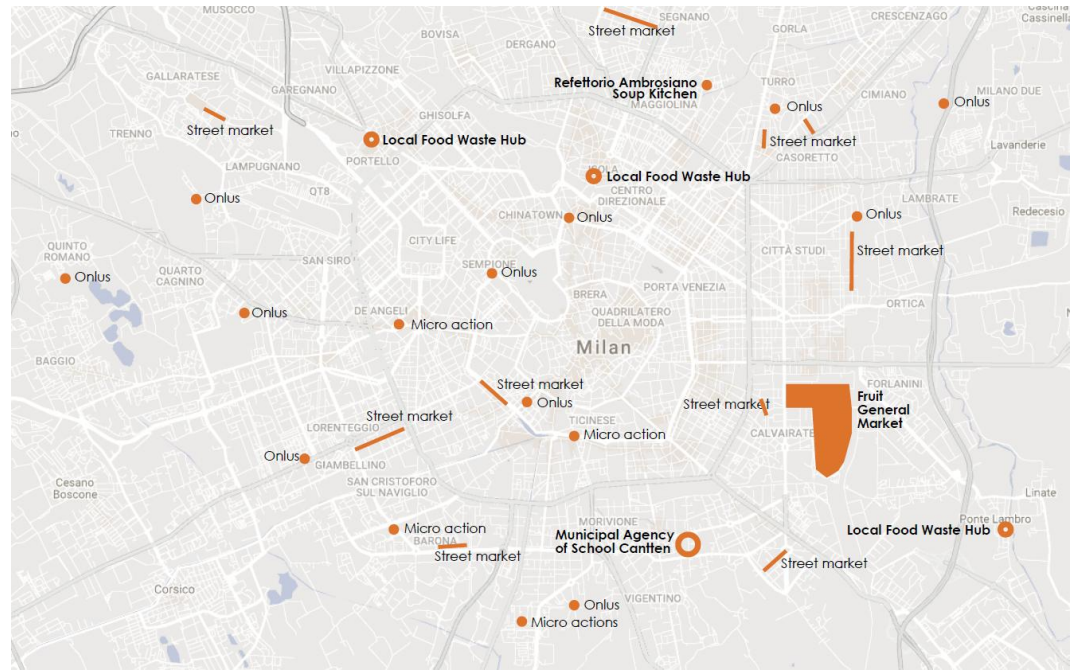 MUSOCCO
BOVISA
SEGNANO
Street market
DERGANO
GORLA
CRESCENZAGO
Cascina
Cassinella
GALLARATESE
VILLAPIZZONE
GAREGNANO
Refettorio Ambrosiano
Soup Kitchen
MAGGIOLINA
TURRO
CIMIANO
MILANO DUE
Onlus
Onlus
GHISOLFA
TRENNO
Street market
Local Food Waste Hub
Street market
Lavanderie
PORTELLO
CASORETTO
LAMPUGNANO
ISOLA
Local Food Waste Hub
QT8
CENTRO
DIREZIONALE
LAMBRATE
Onlus
CHINATOWN
Onlus
Onlus
Redecesio
CITY LIFE
CITTÀ STUDI
Street market
QUINTO
ROMANO
SAN SIRO
SEMPIONE
QUARTO
CAGNINO
Onlus
Onlus
BRERA
PORTA VENEZIA
ORTICA
Onlus
DE ANGELI
Micro action
QUADRILATERO
DELLA MODA
Milan
BAGGIO
Street market
FORLANINI
Onlus
Street market
Fruit
General
Market
Street market
LORENTEGGIO
TICINESE
Micro action
CALVAIRATE
Onlus
GIAMBELLINO
SAN CRISTOFORO
SUL NAVIGLIO
Cesano
Boscone
Linate
Ponte Lambro
Micro action
MORIVIONE
Local Food Waste Hub
BARONA
Street market
Municipal Agency
of School Cantten
Street market
Corsico
VIGENTINO
Onlus
Micro actions